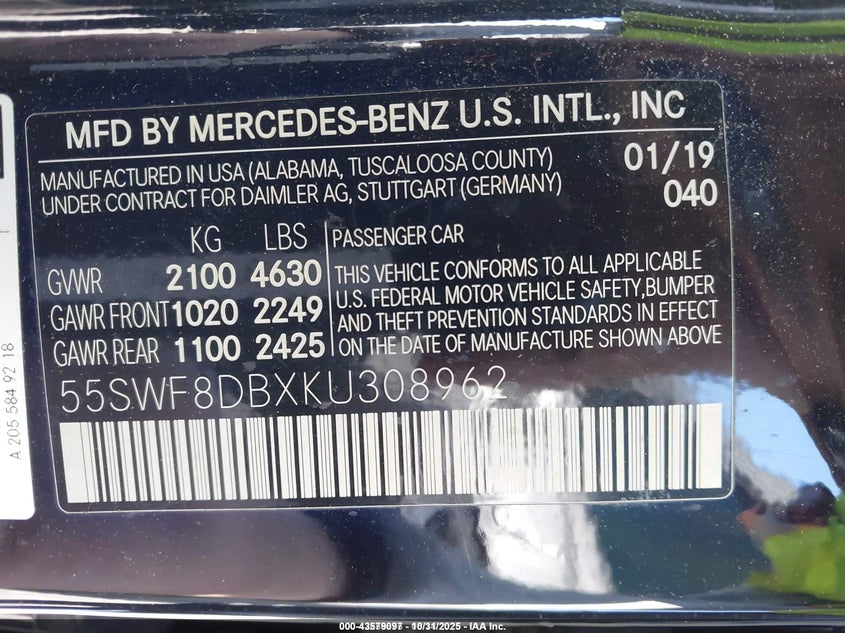 MFD BY MERCEDES-BENZ U.S. INTL., INC
MANUFACTURED IN USA (ALABAMA, TUSCALOOSA COUNTY)
UNDER CONTRACT FOR DAIMLER AG, STUTTGART (GERMANY)
01/19
040
KG LBS
GVWR 2100 4630
GAWR FRONT 1020 2249
GAWR REAR 1100 2425
PASSENGER CAR
THIS VEHICLE CONFORMS TO ALL APPLICABLE
U.S. FEDERAL MOTOR VEHICLE SAFETY, BUMPER
AND THEFT PREVENTION STANDARDS IN EFFECT
ON THE DATE OF MANUFACTURE SHOWN ABOVE
55SWF8DBXKU308962
A 205 584 92 18
000-43579097 - 10/31/2025 - IAA Inc.